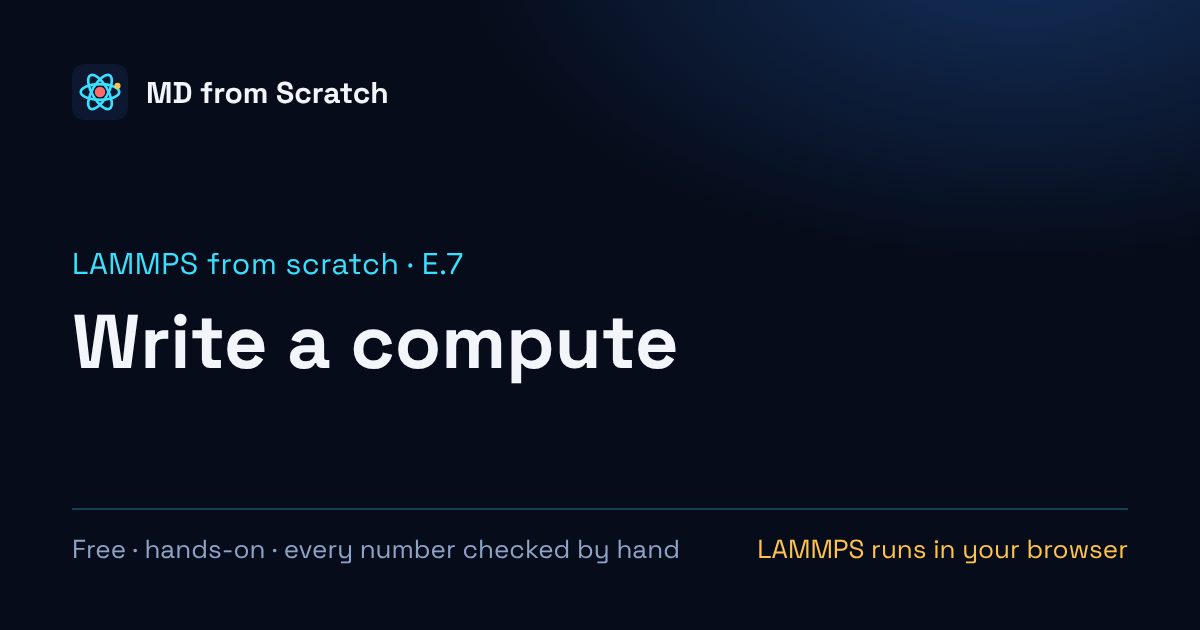 MD from Scratch
LAMMPS from scratch · E.7
Write a compute
Free · hands-on · every number checked by hand
LAMMPS runs in your browser